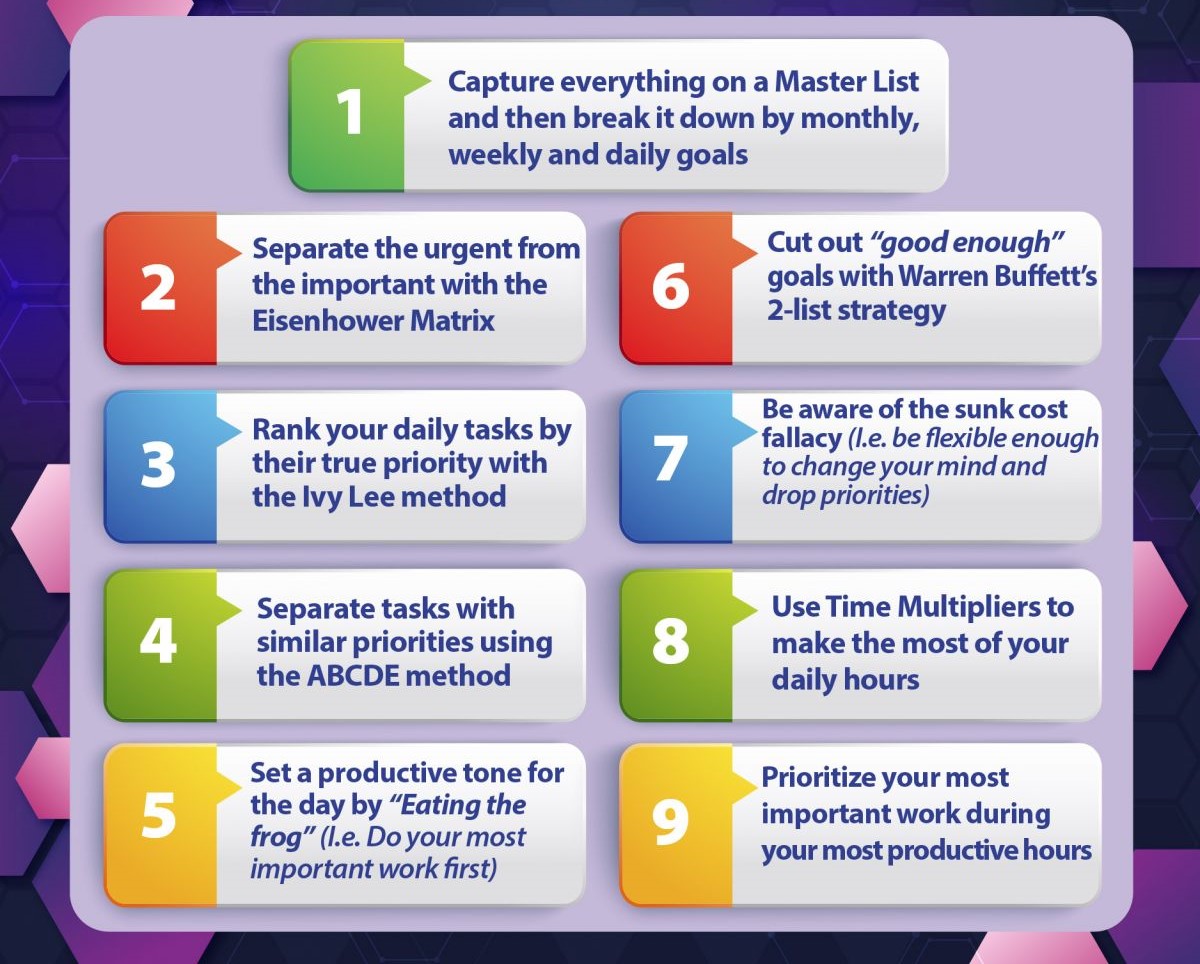 1
Capture everything on a Master List
and then break it down by monthly,
weekly and daily goals
2
Separate the urgent from
the important with the
Eisenhower Matrix
3
Rank your daily tasks by
their true priority with
the Ivy Lee method
4
Separate tasks with
similar priorities using
the ABCDE method
5
Set a productive tone for
the day by “Eating the
frog” (I.e. Do your most
important work first)
6
Cut out “good enough”
goals with Warren Buffett’s
2-list strategy
7
Be aware of the sunk cost
fallacy (I.e. be flexible enough
to change your mind and
drop priorities)
8
Use Time Multipliers to
make the most of your
daily hours
9
Prioritize your most
important work during
your most productive hours